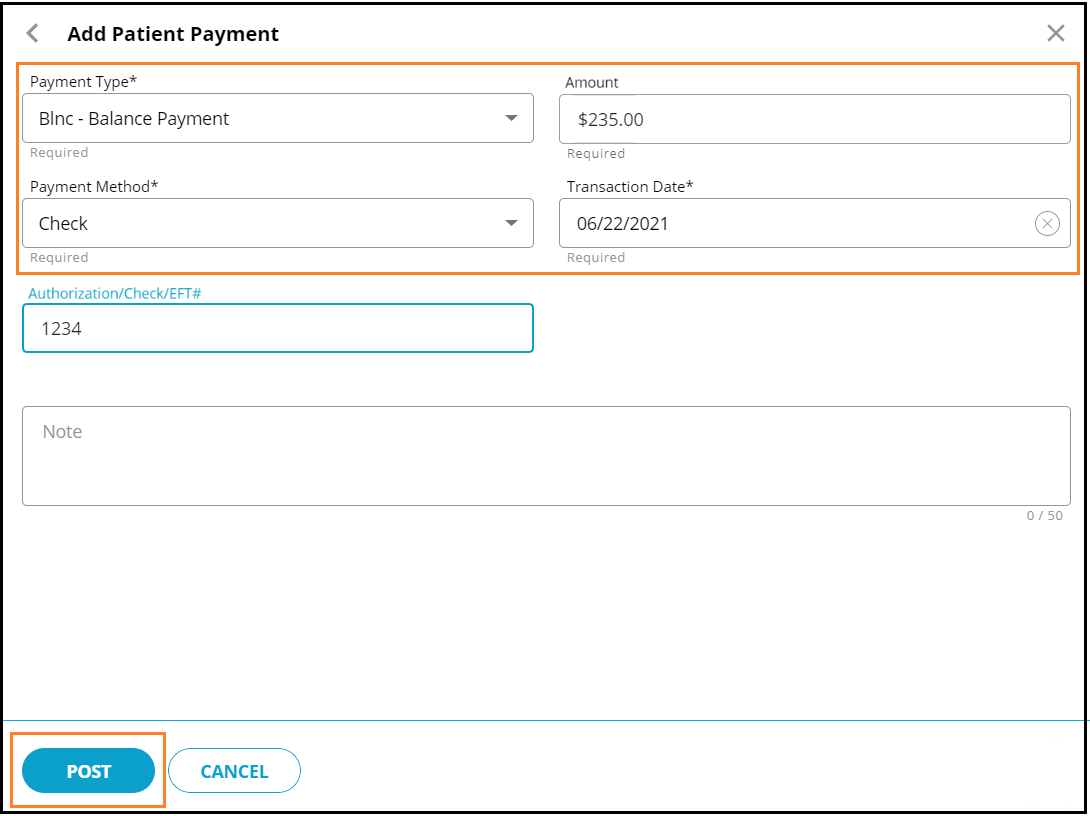 Add Patient Payment
Payment Type* Amount
Blnc - Balance Payment $235.00
Required Required
Payment Method* Transaction Date*
Check 06/22/2021
Required Required
Authorization/Check/EFT#
1234
Note
0 / 50
POST CANCEL